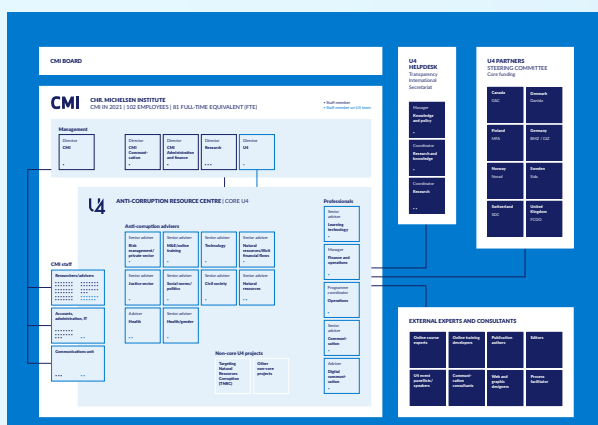 CMI BOARD
CMI
CHR. MICHELSEN INSTITUTE
CMI IN 2021 | 102 EMPLOYEES | 81 FULL-TIME EQUIVALENT (FTE)
• Staff member
• Staff member on U4 team
Management
Director
CMI
Director
CMI
Communi-
cation
Director
CMI
Administration
and finance
Director
Research
Director
U4
U4
ANTI-CORRUPTION RESOURCE CENTRE | CORE U4
Anti-corruption advisers
Senior adviser
Risk
management/
private sector
Senior adviser
M&E/online
training
Senior adviser
Technology
Senior adviser
Natural
resources/illicit
financial flows
Senior adviser
Justice sector
Senior adviser
Social norms/
politics
Senior adviser
Civil society
Senior adviser
Natural
resources
Adviser
Health
Senior adviser
Health/gender
Professionals
Senior
adviser
Learning
technology
Manager
Finance and
operations
Programme
coordinator
Operations
Senior
adviser
Communi-
cation
Adviser
Digital
communi-
cation
CMI staff
Researchers/advisers
Accounts,
administration, IT
Communications unit
Non-core U4 projects
Targeting
Natural
Resource
Corruption
(TNRC)
Other
non-core
projects
U4
HELPDESK
Transparency
International
Secretariat
Manager
Knowledge
and policy
Coordinator
Research and
knowledge
Coordinator
Research
U4 PARTNERS
STEERING COMMITTEE
Core funding
Canada
GAC
Denmark
Danida
Finland
MFA
Germany
BMZ / GIZ
Norway
Norad
Sweden
Sida
Switzerland
SDC
United
Kingdom
FCDO
EXTERNAL EXPERTS AND CONSULTANTS
Online course
experts
Online training
developers
Publication
authors
Editors
U4 event
panellists/
speakers
Communi-
cation
consultants
Web and
graphic
designers
Process
facilitator